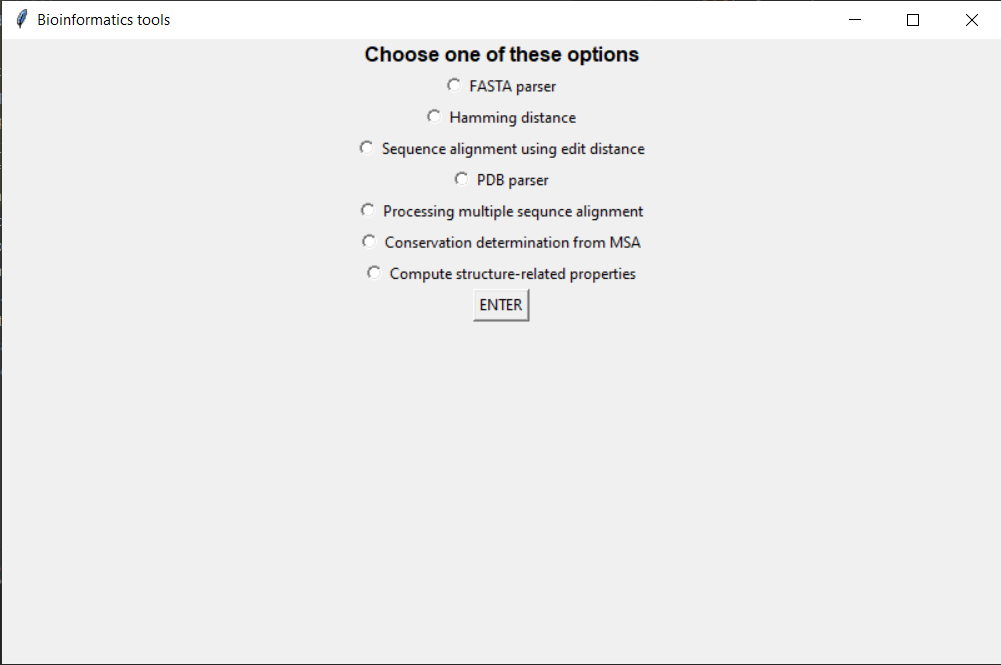 Bioinformatics tools
Choose one of these options
FASTA parser
Hamming distance
Sequence alignment using edit distance
PDB parser
Processing multiple sequnce alignment
Conservation determination from MSA
Compute structure-related properties
ENTER